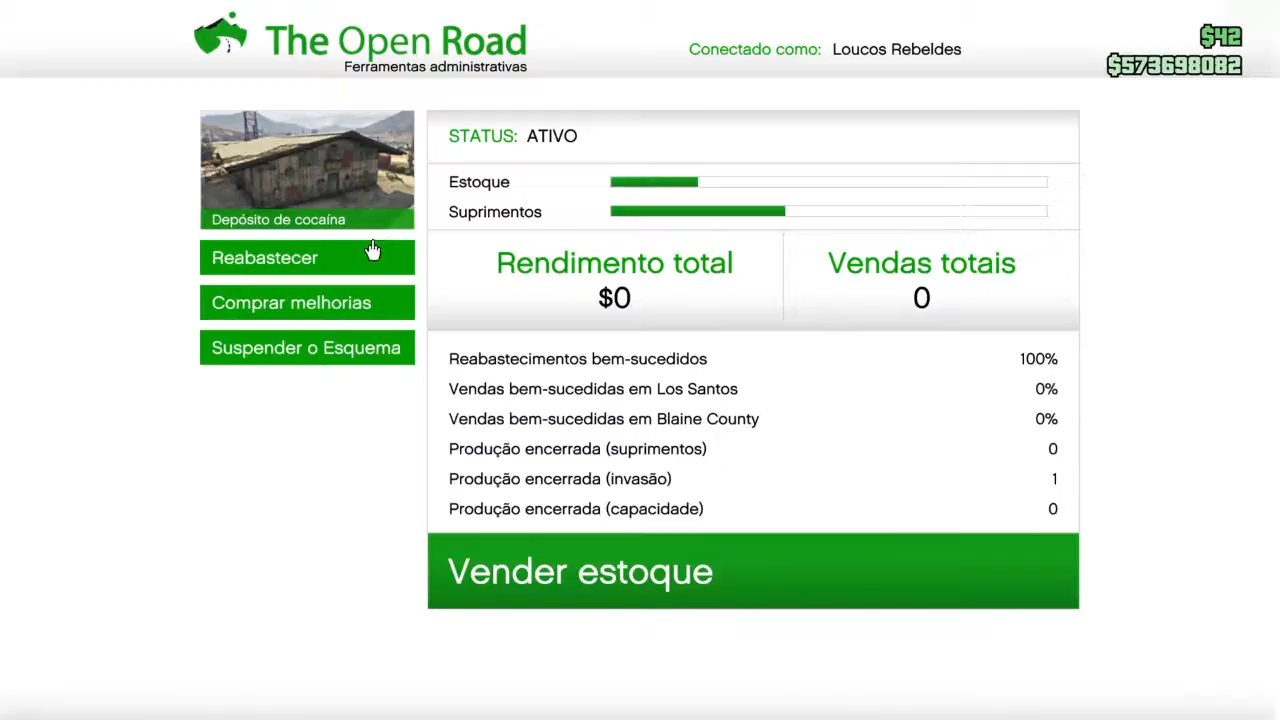 The Open Road
Ferramentas administrativas
Conectado como: Loucos Rebeldes
$42
$573698082
Depósito de cocaína
Reabastecer
Comprar melhorias
Suspender o Esquema
STATUS: ATIVO
Estoque
Suprimentos
Rendimento total
$0
Vendas totais
0
Reabastecimentos bem-sucedidos 100%
Vendas bem-sucedidas em Los Santos 0%
Vendas bem-sucedidas em Blaine County 0%
Produção encerrada (suprimentos) 0
Produção encerrada (invasão) 1
Produção encerrada (capacidade) 0
Vender estoque